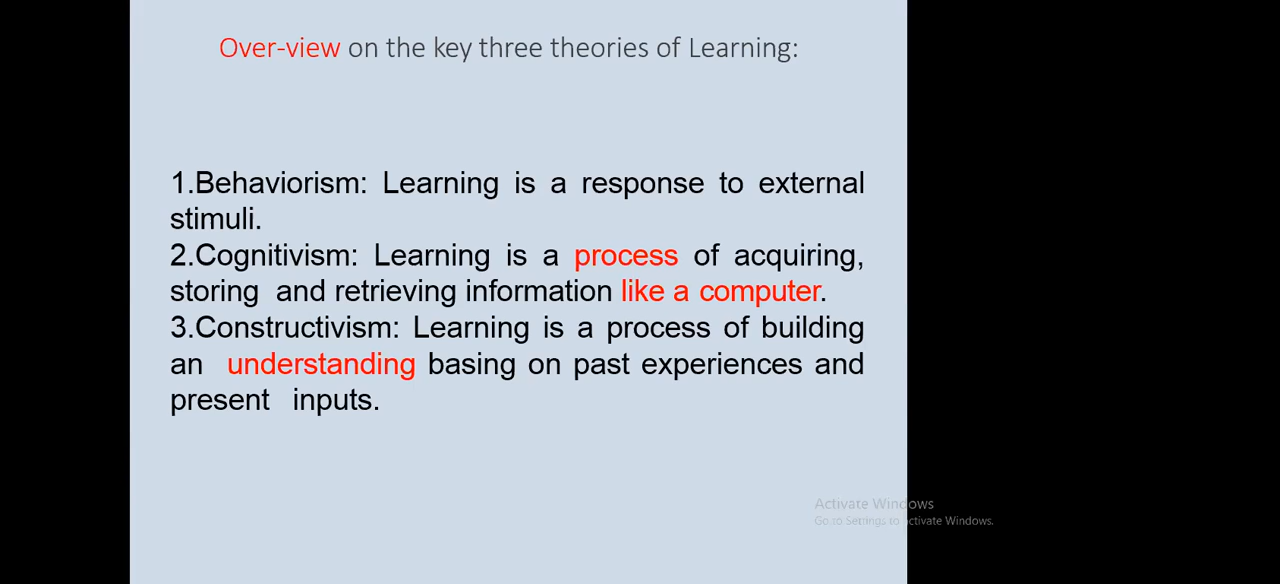 Over-view on the key three theories of Learning:
1.Behaviorism: Learning is a response to external
stimuli.
2.Cognitivism: Learning is a process of acquiring,
storing and retrieving information like a computer.
3.Constructivism: Learning is a process of building
an understanding basing on past experiences and
present inputs.
Activate Windows
Go to Settings to activate Windows.